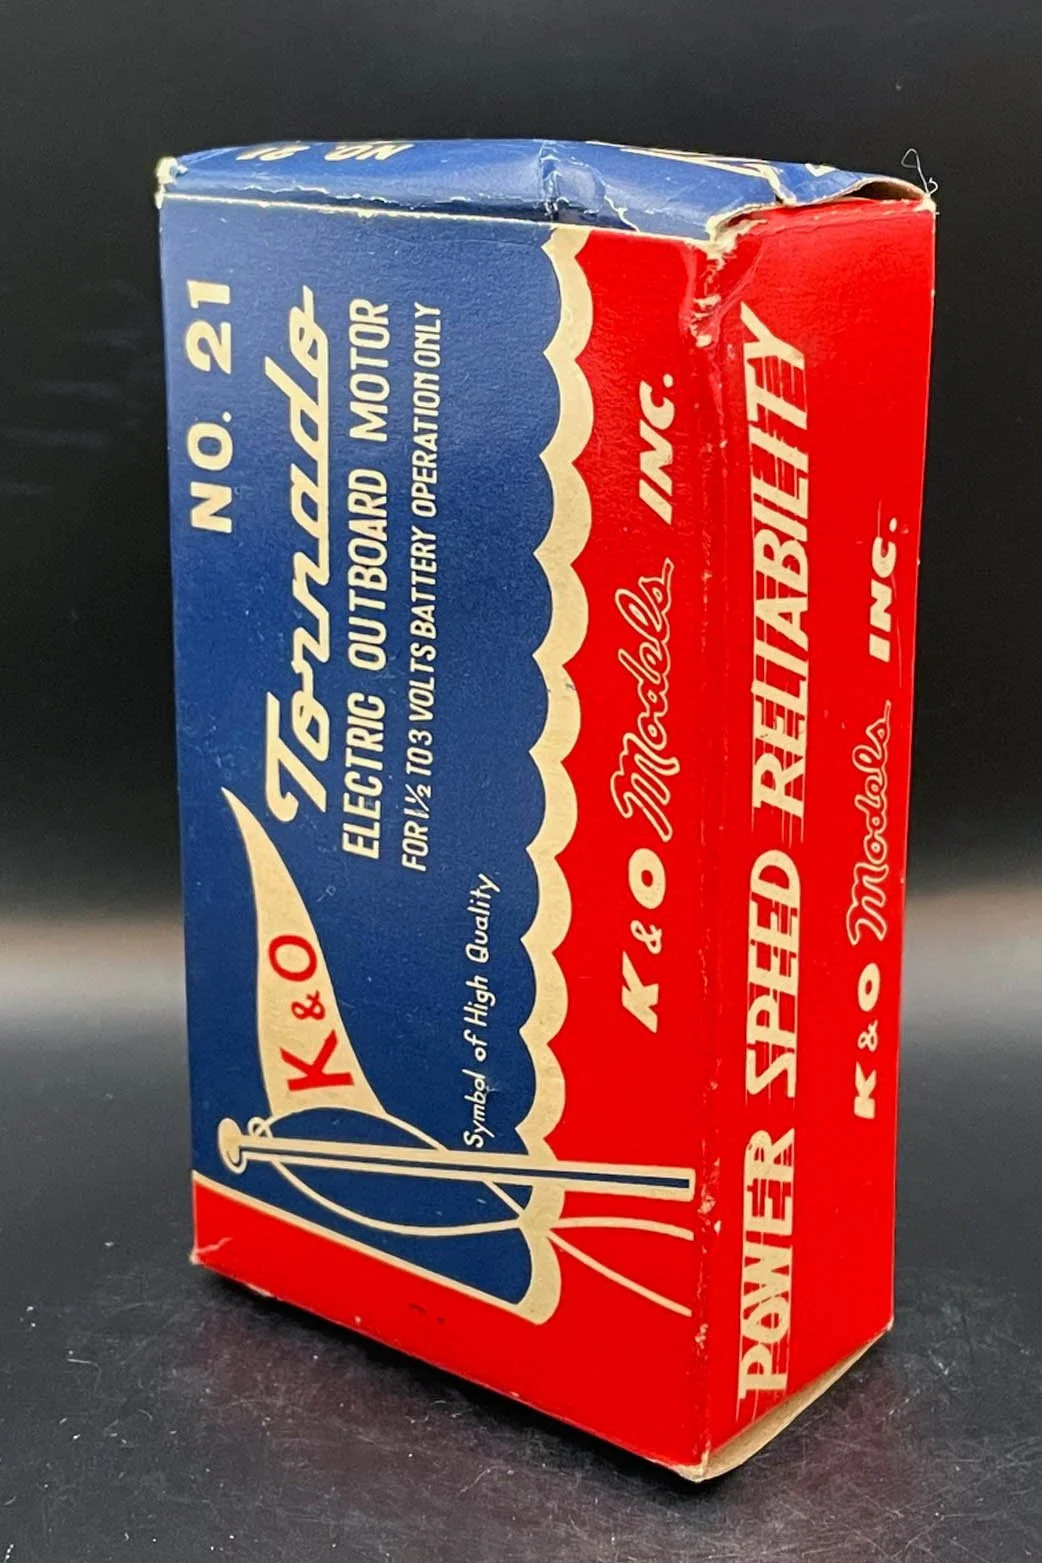 NO. 21
NO. 21
Tornado
ELECTRIC OUTBOARD MOTOR
FOR 1½ TO 3 VOLTS BATTERY OPERATION ONLY
K&O
Symbol of High Quality
K & O Models INC.
POWER SPEED RELIABILITY
K & O Models INC.